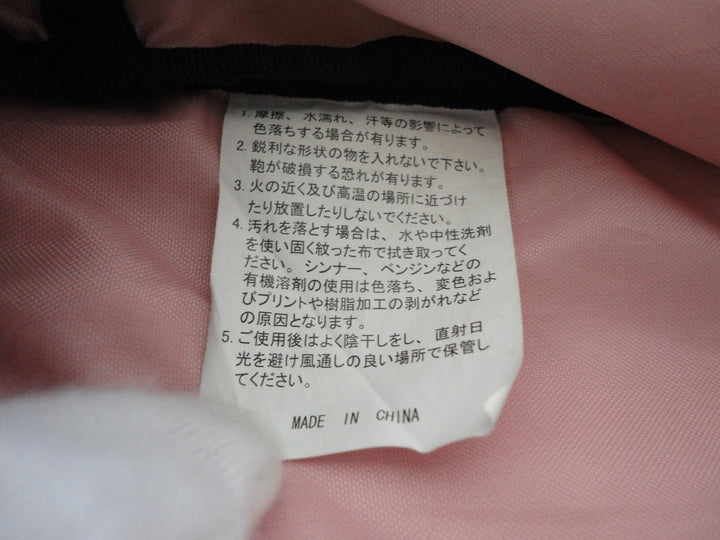 1. 摩擦、水濡れ、汗等の影響によって
色落ちする場合が有ります。
2. 鋭利な形状の物を入れないで下さい。
鞄が破損する恐れが有ります。
3. 火の近く及び高温の場所に近づけ
たり放置したりしないでください。
4. 汚れを落とす場合は、水や中性洗剤
を使い固く絞った布で拭き取ってく
ださい。シンナー、ベンジンなどの
有機溶剤の使用は色落ち、変色およ
びプリントや樹脂加工の剥がれなど
の原因となります。
5. ご使用後はよく陰干しをし、直射日
光を避け風通しの良い場所で保管し
てください。
MADE IN CHINA